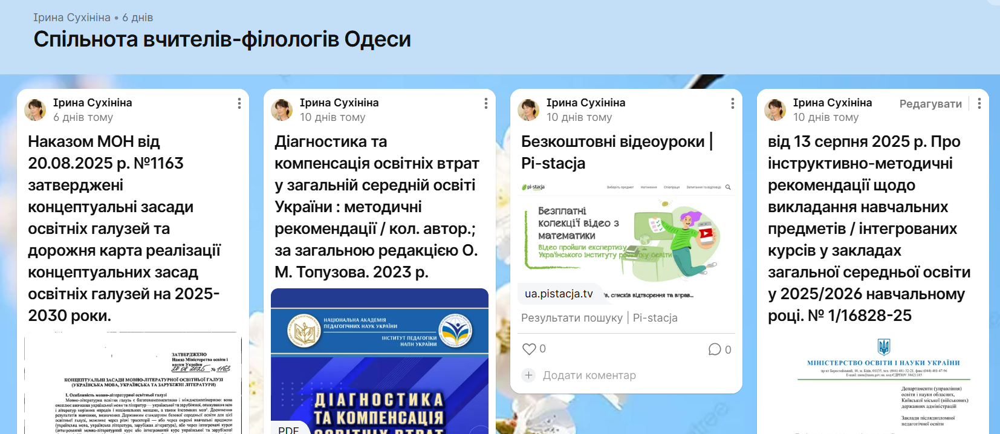 Ірина Сухініна • 6 днів
Спільнота вчителів-філологів Одеси
Ірина Сухініна
6 днів тому
Наказом МОН від
20.08.2025 р. №1163
затверджені
концептуальні засади
освітніх галузей та
дорожня карта реалізації
концептуальних засад
освітніх галузей на 2025-
2030 роки.
ЗАТВЕРДЖЕНО
Наказ Міністерства освіти і
науки України
20 08 2025 № 1163
КОНЦЕПТУАЛЬНІ ЗАСАДИ МОВНО-ЛІТЕРАТУРНОЇ ОСВІТНЬОЇ ГАЛУЗІ
(УКРАЇНСЬКА МОВА, УКРАЇНСЬКА ТА ЗАРУБІЖНІ ЛІТЕРАТУРИ)
І. Особливість мовно-літературної освітньої галузі
Мовно-літературна освітня галузь є багатокомпонентною і міждисциплінарною: вона
охоплює вивчення української мови та літератур — української та зарубіжної, опанування мов
і літератур корінних народів і національних меншин, а також іноземних мов. Досягнення
результатів навчання, визначених Державним стандартом базової середньої освіти для цієї
освітньої галузі, можливе через різні траєкторії — або через окремі навчальні предмети
(українська мова, українська література, зарубіжна література), або через інтегровані курси
(інтегрований мовно-літературний курс або інтегрований курс української та зарубіжної
Ірина Сухініна
10 днів тому
Діагностика та
компенсація освітніх втрат
у загальній середній освіті
України : методичні
рекомендації / кол. автор.;
за загальною редакцією О.
М. Топузова. 2023 р.
НАЦІОНАЛЬНА АКАДЕМІЯ
ПЕДАГОГІЧНИХ НАУК УКРАЇНИ
ІНСТИТУТ ПЕДАГОГІКИ
НАПН УКРАЇНИ
ДІАГНОСТИКА
ТА КОМПЕНСАЦІЯ
ОСВІТНІХ ВТРАТ
PDF
Ірина Сухініна
10 днів тому
Безкоштовні відеоуроки |
Pi-stacja
pi-stacja
Виберіть предмет Натхнення Співпраця Запитання та відповіді
Безплатні
колекції відео з
математики
Відео пройшли експертизу
Українського інституту розвитку освіти
ua.pistacja.tv
в, списків відтворення та вправ...
Результати пошуку | Pi-stacja
0
0
Додати коментар
Ірина Сухініна
Редагувати
10 днів тому
від 13 серпня 2025 р. Про
інструктивно-методичні
рекомендації щодо
викладання навчальних
предметів / інтегрованих
курсів у закладах
загальної середньої освіти
у 2025/2026 навчальному
році. № 1/16828-25
МІНІСТЕРСТВО ОСВІТИ І НАУКИ УКРАЇНИ
пр-кт Берестейський, 10, м. Київ, 01135, тел. (044) 481-32-21, факс (044) 481-47-96
E-mail: mon@mon.gov.ua, код ЄДРПОУ 38621185
Департаменти (управління)
освіти і науки обласних,
Київської міської (військових)
державних адміністрацій
Заклади післядипломної
педагогічної освіти